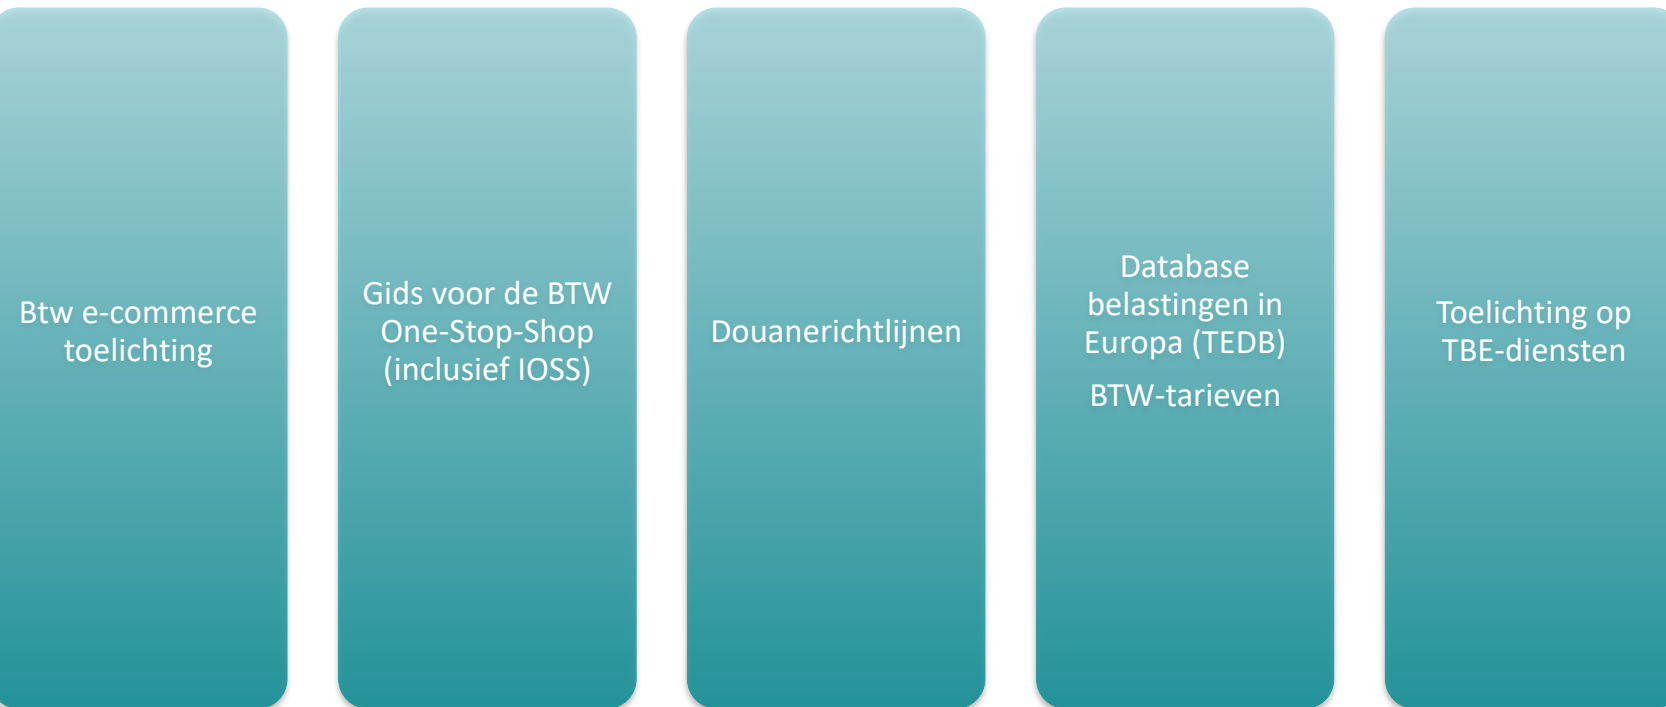 Btw e-commerce
toelichting
Gids voor de BTW
One-Stop-Shop
(inclusief IOSS)
Douanerichtlijnen
Database
belastingen in
Europa (TEDB)
BTW-tarieven
Toelichting op
TBE-diensten